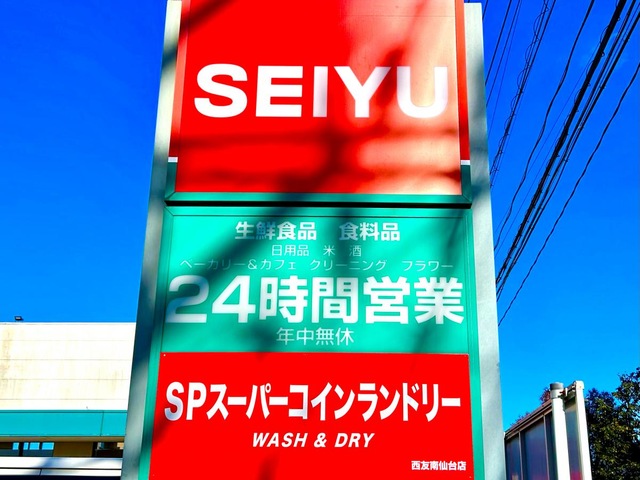 SEIYU
生鮮食品　食料品
日用品　米　酒
ベーカリー&カフェ　クリーニング　フラワー
24時間営業
年中無休
SPスーパーコインランドリー
WASH & DRY
西友南仙台店